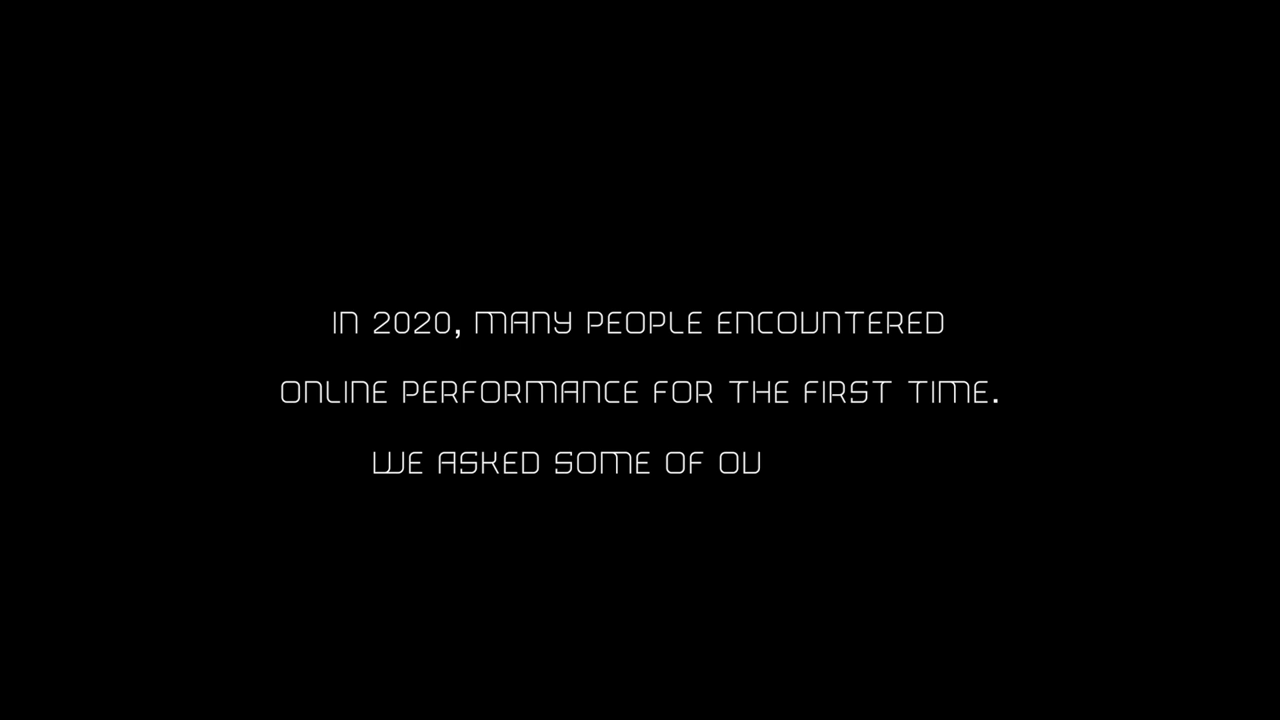 IN 2020, MANY PEOPLE ENCOUNTERED
ONLINE PERFORMANCE FOR THE FIRST TIME.
WE ASKED SOME OF OU